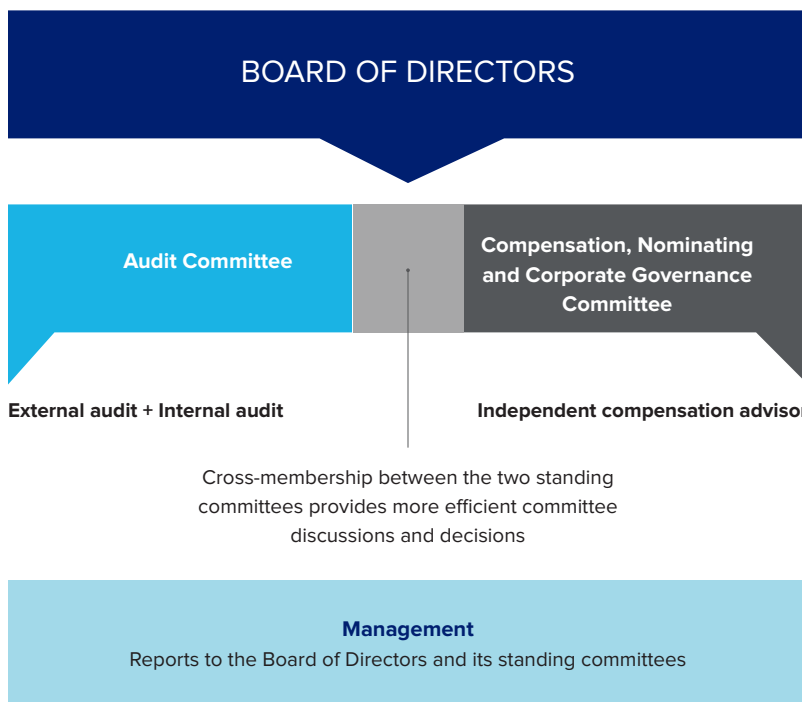 BOARD OF DIRECTORS
Audit Committee
Compensation, Nominating
and Corporate Governance
Committee
External audit + Internal audit
Independent compensation advisor
Cross-membership between the two standing
committees provides more efficient committee
discussions and decisions
Management
Reports to the Board of Directors and its standing committees